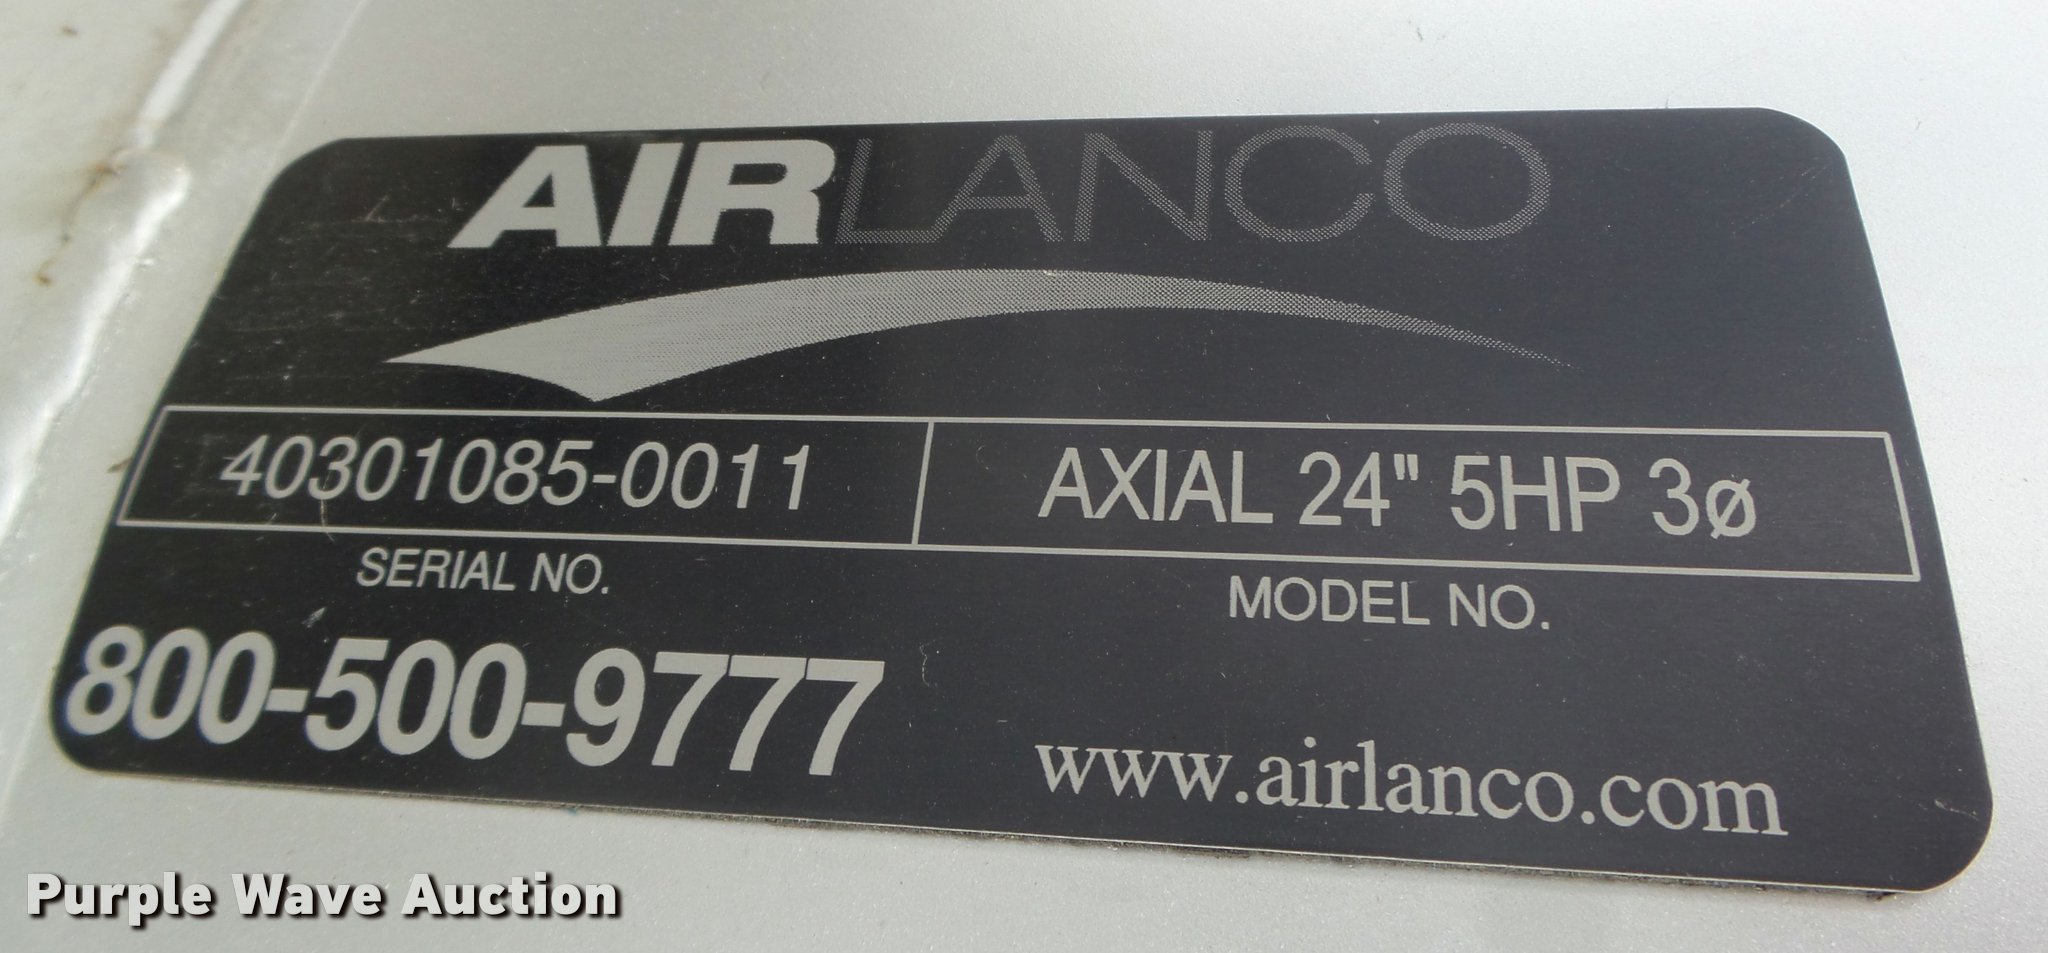 AIRLANCO
40301085-0011 AXIAL 24" 5HP 3ø
SERIAL NO. MODEL NO.
800-500-9777
www.airlanco.com
Purple Wave Auction